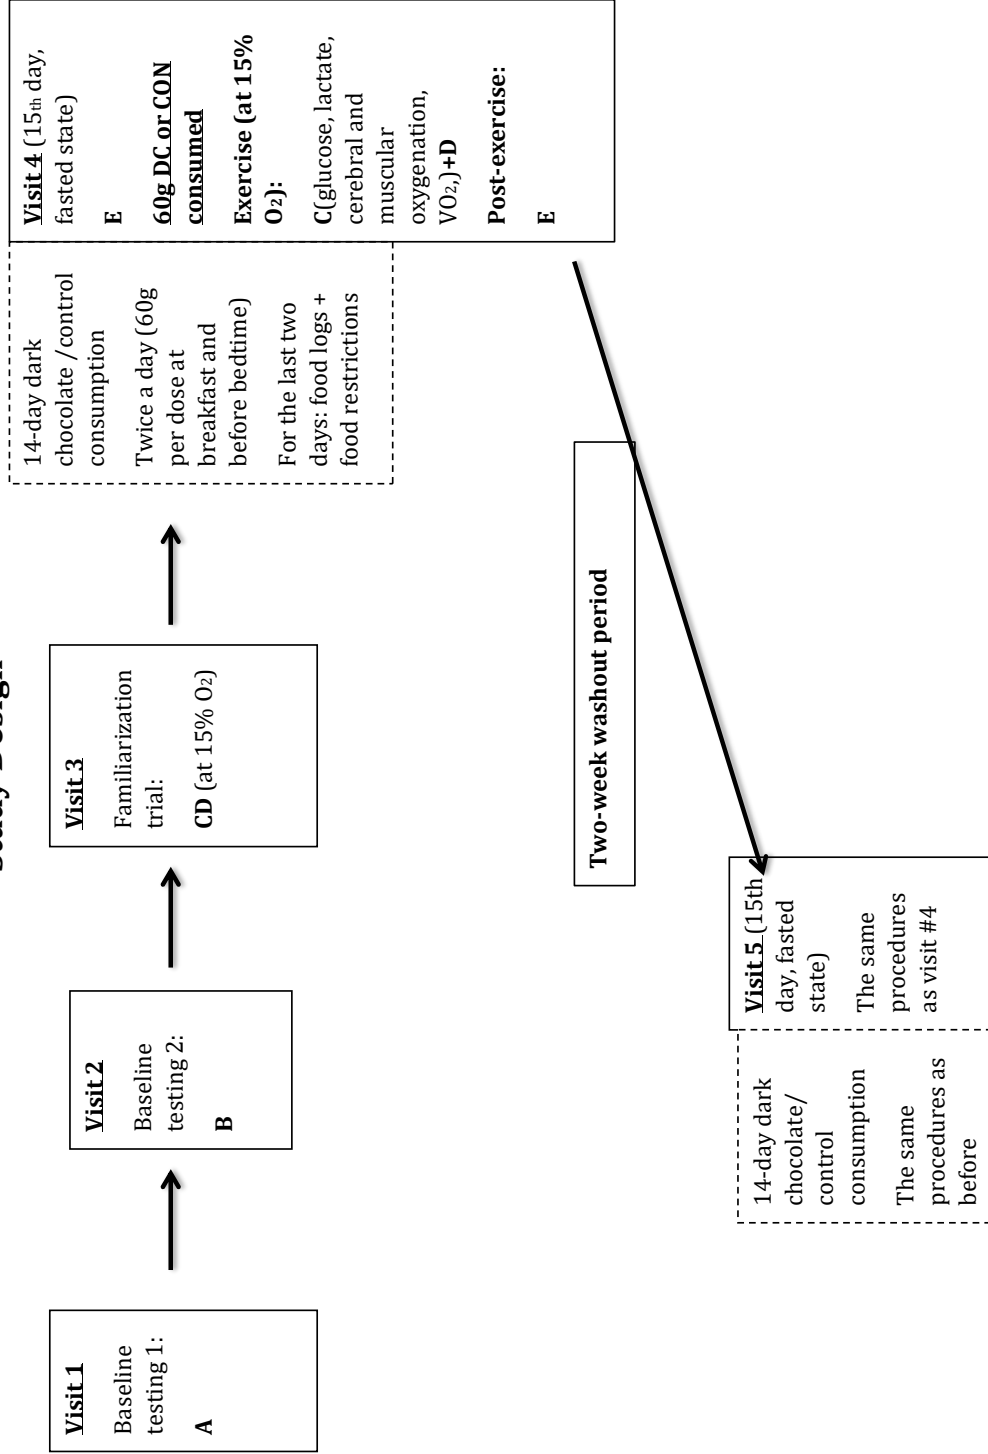 Study Design
Visit 1
Baseline
testing 1:
A
Visit 2
Baseline
testing 2:
B
Visit 3
Familiarization
trial:
CD (at 15% O2)
14-day dark
chocolate /control
consumption
Twice a day (60g
per dose at
breakfast and
before bedtime)
For the last two
days: food logs +
food restrictions
Visit 4 (15th day,
fasted state)
E
60g DC or CON
consumed
Exercise (at 15%
O2):
C(glucose, lactate,
cerebral and
muscular
oxygenation,
VO2,)+D
Post-exercise:
E
Two-week washout period
14-day dark
chocolate/
control
consumption
The same
procedures as
before
Visit 5 (15th
day, fasted
state)
The same
procedures
as visit #4